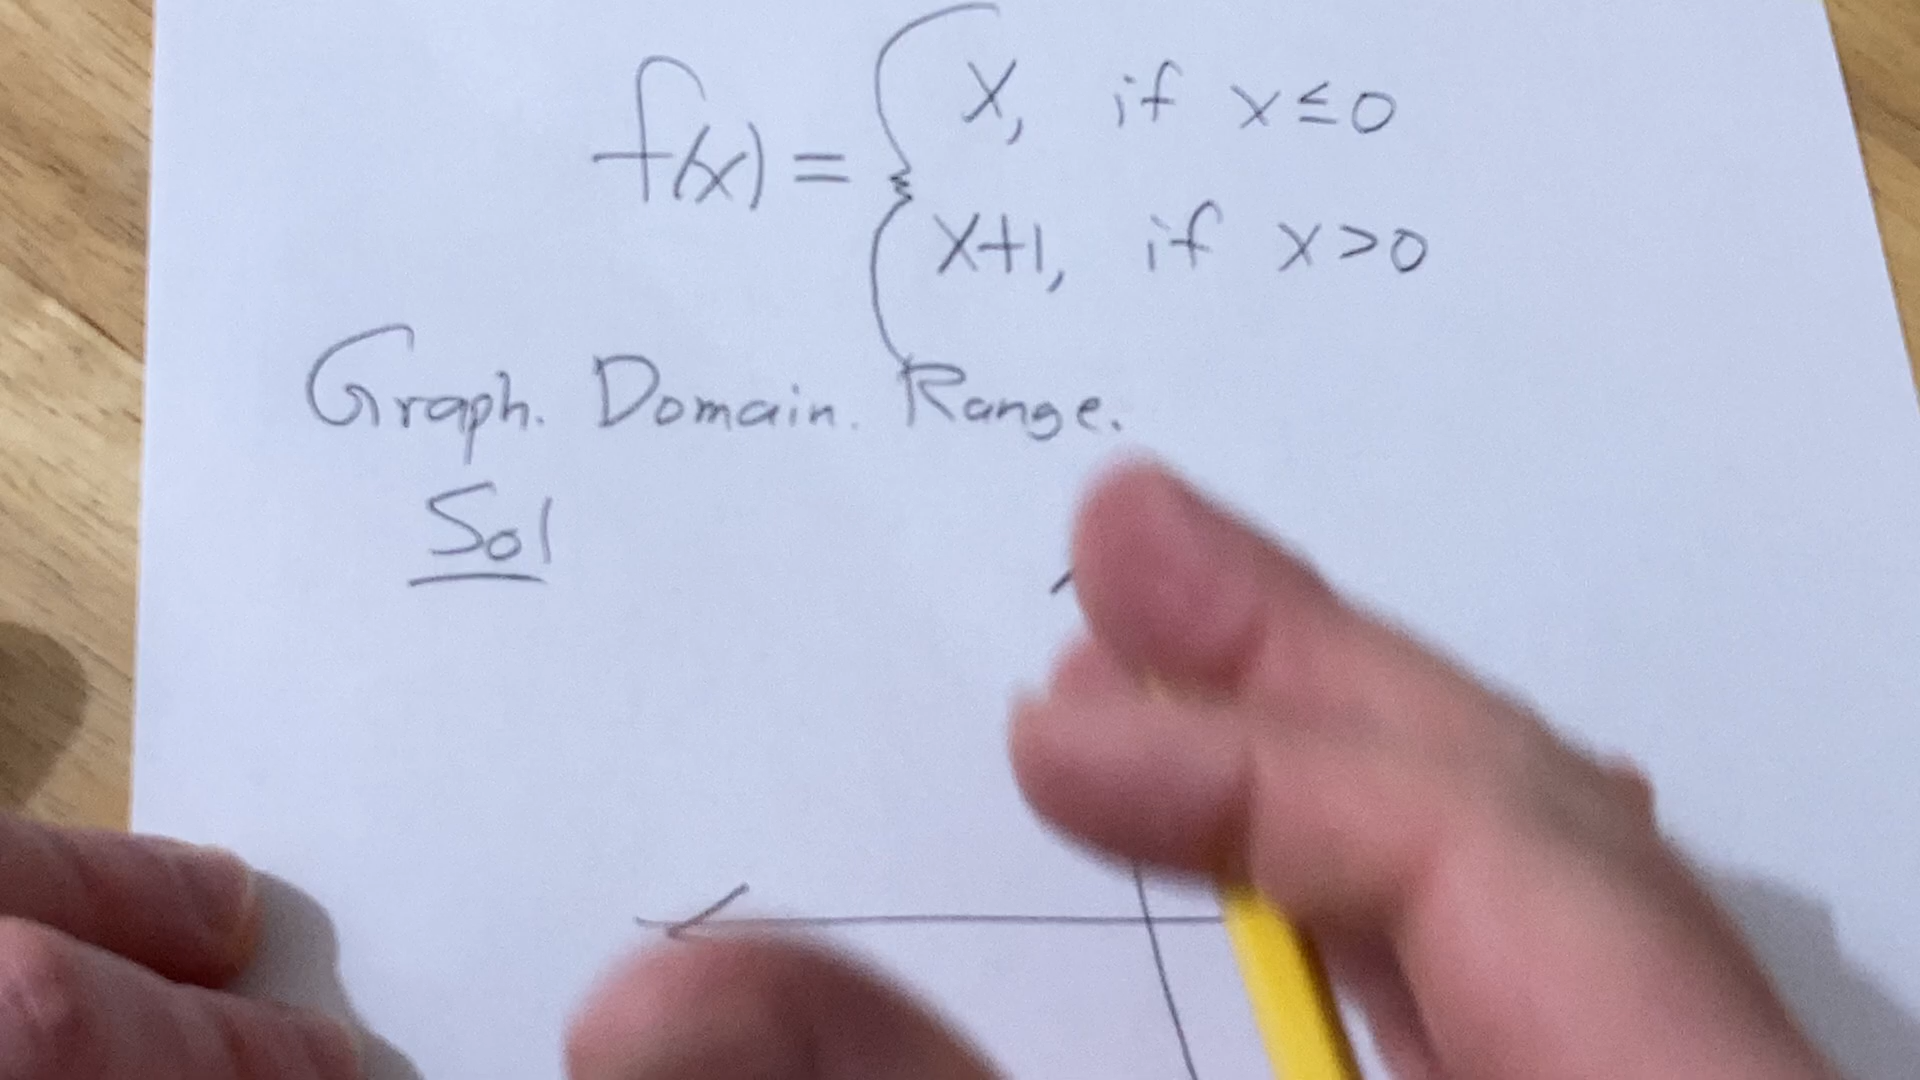 f(x) = { x, if x ≤ 0
x+1, if x > 0
Graph. Domain. Range.
Sol